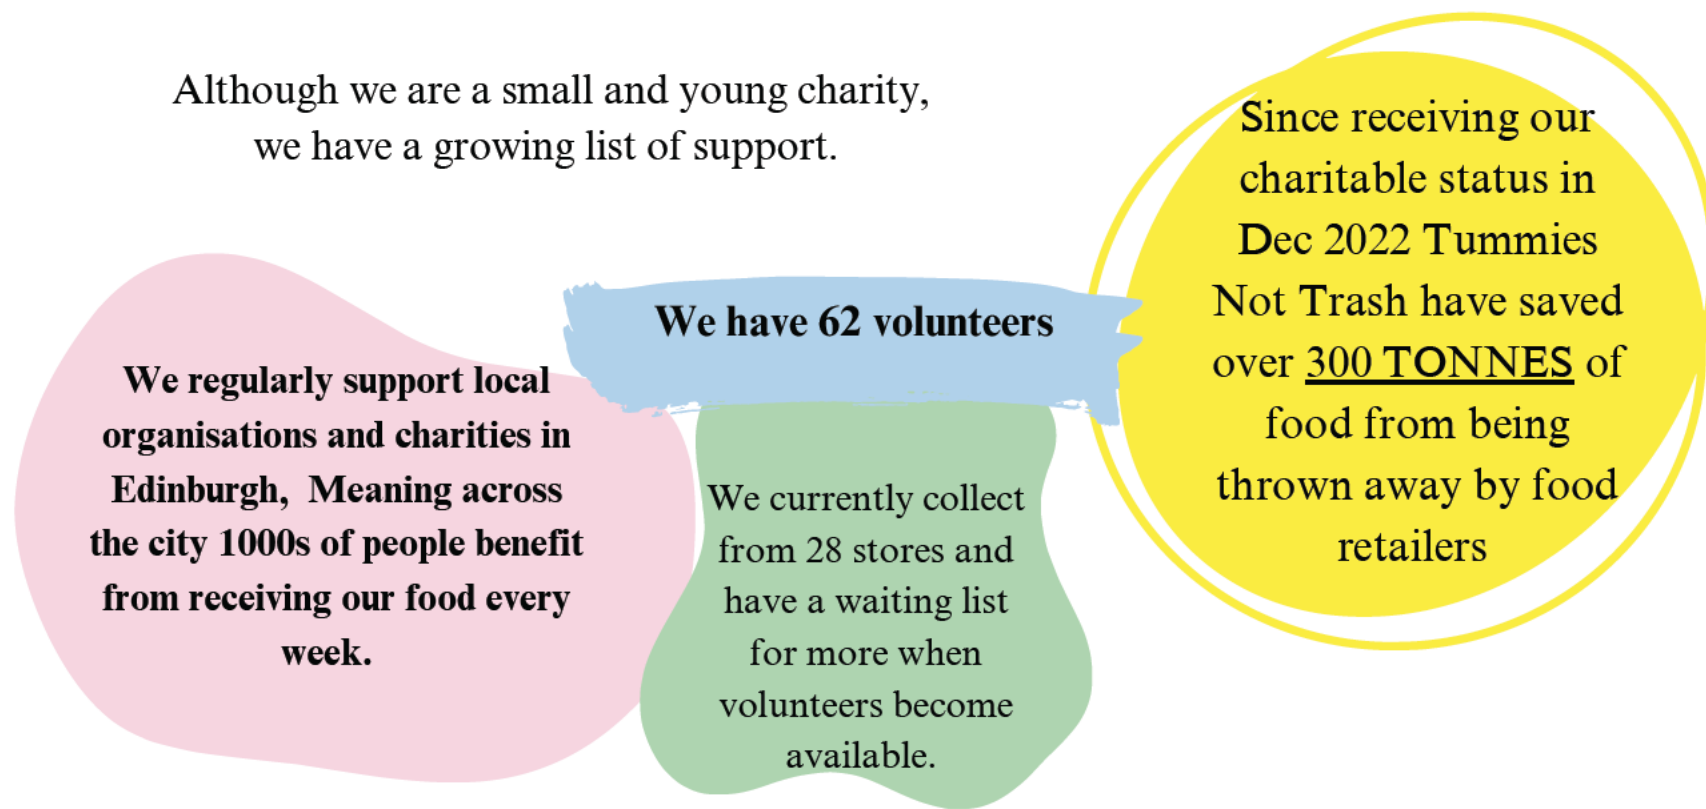 Although we are a small and young charity,
we have a growing list of support.
We regularly support local
organisations and charities in
Edinburgh,  Meaning across
the city 1000s of people benefit
from receiving our food every
week.
We have 62 volunteers
We currently collect
from 28 stores and
have a waiting list
for more when
volunteers become
available.
Since receiving our
charitable status in
Dec 2022 Tummies
Not Trash have saved
over 300 TONNES of
food from being
thrown away by food
retailers